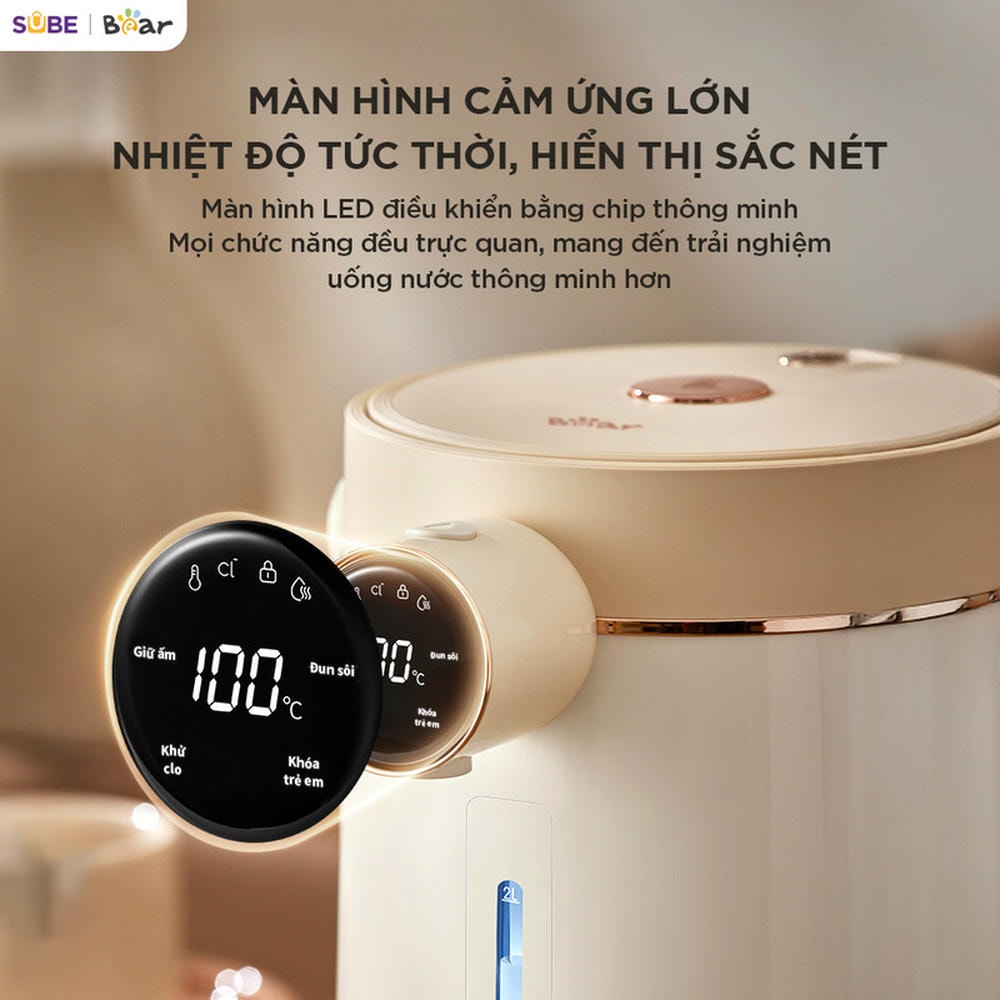 SUBE | Bear
MÀN HÌNH CẢM ỨNG LỚN
NHIỆT ĐỘ TỨC THỜI, HIỂN THỊ SẮC NÉT
Màn hình LED điều khiển bằng chip thông minh
Mọi chức năng đều trực quan, mang đến trải nghiệm
uống nước thông minh hơn
Bear
Cl⁻
Giữ ấm
100°C
Đun sôi
Khử
clo
Khóa
trẻ em
Cl⁻
00°C
Đun sôi
Khóa
trẻ em
2L